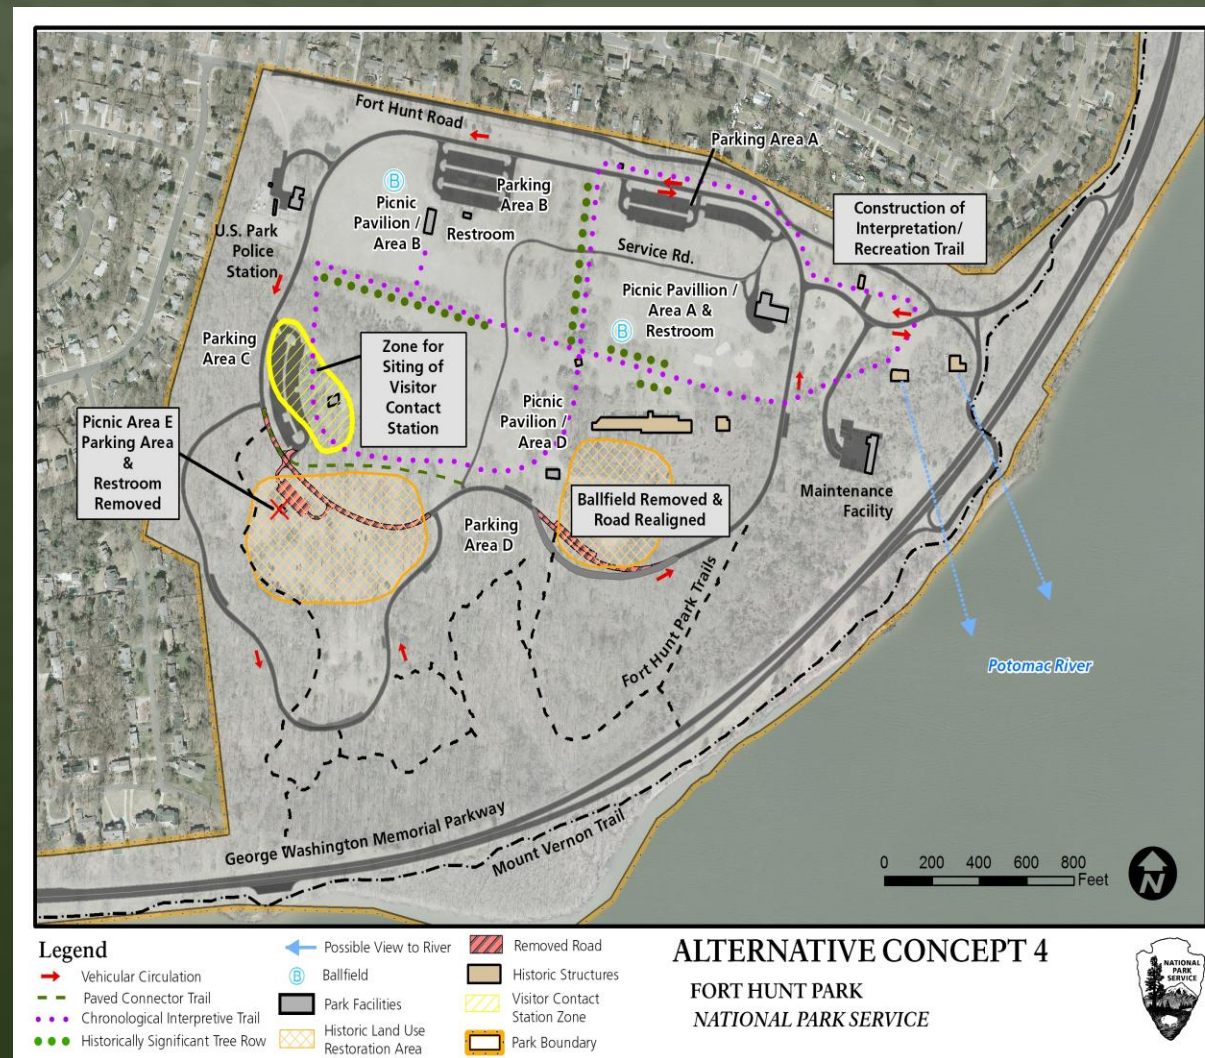 Fort Hunt Road
Parking Area A
B
Picnic
Pavilion /
Area B
Parking
Area B
Restroom
Construction of
Interpretation/
Recreation Trail
U.S. Park
Police
Station
Service Rd.
Picnic Pavillion /
Area A &
Restroom
B
Parking
Area C
Zone for
Siting of
Visitor
Contact
Station
Picnic Area E
Parking Area
&
Restroom
Removed
Picnic
Pavilion /
Area D
Ballfield Removed &
Road Realigned
Maintenance
Facility
Parking
Area D
Fort Hunt Park Trails
Potomac River
George Washington Memorial Parkway
Mount Vernon Trail
0 200 400 600 800
Feet
N
Legend
Vehicular Circulation
Paved Connector Trail
Chronological Interpretive Trail
Historically Significant Tree Row
Possible View to River
B Ballfield
Park Facilities
Historic Land Use
Restoration Area
Removed Road
Historic Structures
Visitor Contact
Station Zone
Park Boundary
ALTERNATIVE CONCEPT 4
FORT HUNT PARK
NATIONAL PARK SERVICE
NATIONAL
PARK
SERVICE